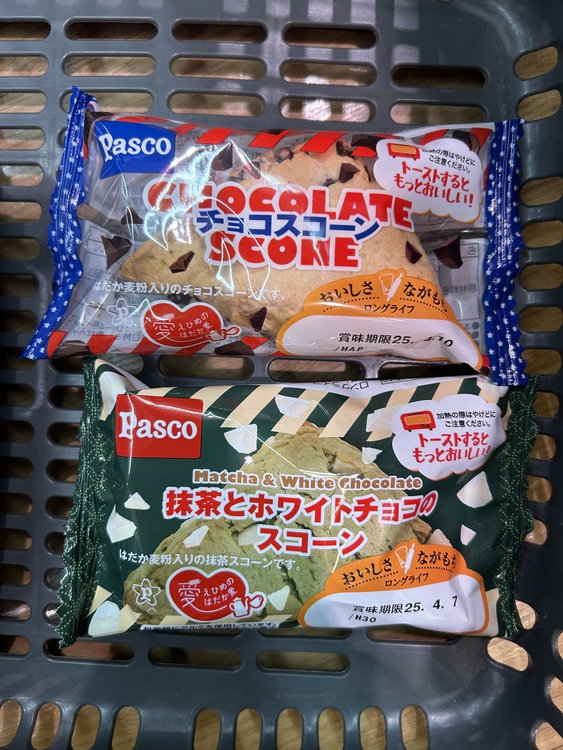 Pasco
加熱の際はやけどに
ご注意ください。
トーストすると
もっとおいしい!
CHOCOLATE
チョコスコーン
SCONE
はだか麦粉入りのチョコスコーンです。
愛
えひめの
はだか麦
おいしさ ながもち
ロングライフ
賞味期限25.
/HAP
Pasco
加熱の際はやけどに
ご注意ください。
トーストすると
もっとおいしい!
Matcha & White Chocolate
抹茶とホワイトチョコの
スコーン
はだか麦粉入りの抹茶スコーンです。
P
愛
えひめの
はだか麦
おいしさ ながもち
ロングライフ
賞味期限25. 4. 7
/H30